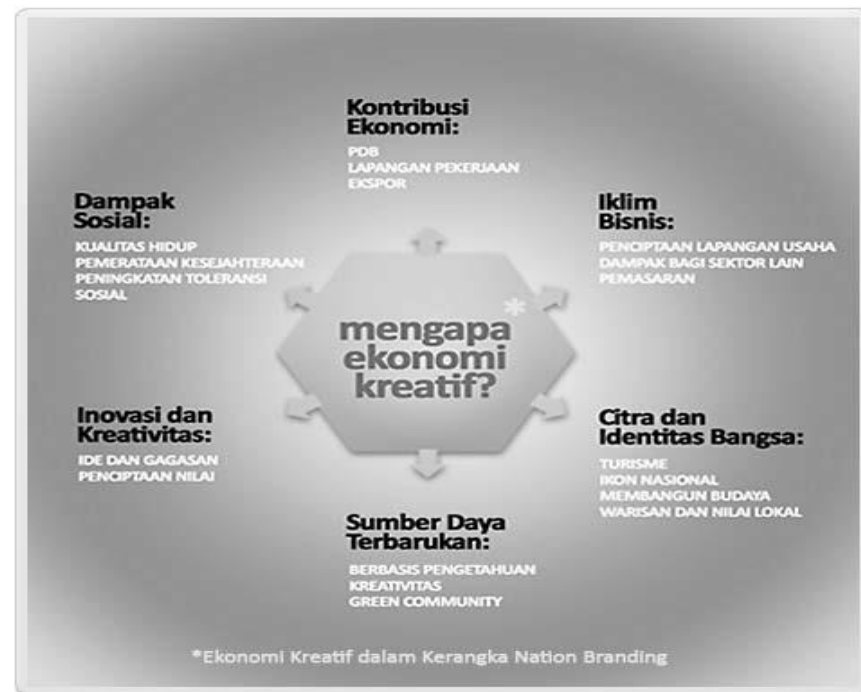 Kontribusi
Ekonomi:
PDB
LAPANGAN PEKERJAAN
EKSPOR
Dampak
Sosial:
KUALITAS HIDUP
PEMERATAAN KESEJAHTERAAN
PENINGKATAN TOLERANSI
SOSIAL
Iklim
Bisnis:
PENCIPTAAN LAPANGAN USAHA
DAMPAK BAGI SEKTOR LAIN
PEMASARAN
mengapa*
ekonomi
kreatif?
Inovasi dan
Kreativitas:
IDE DAN GAGASAN
PENCIPTAAN NILAI
Citra dan
Identitas Bangsa:
TURISME
IKON NASIONAL
MEMBANGUN BUDAYA
WARISAN DAN NILAI LOKAL
Sumber Daya
Terbarukan:
BERBASIS PENGETAHUAN
KREATIVITAS
GREEN COMMUNITY
*Ekonomi Kreatif dalam Kerangka Nation Branding